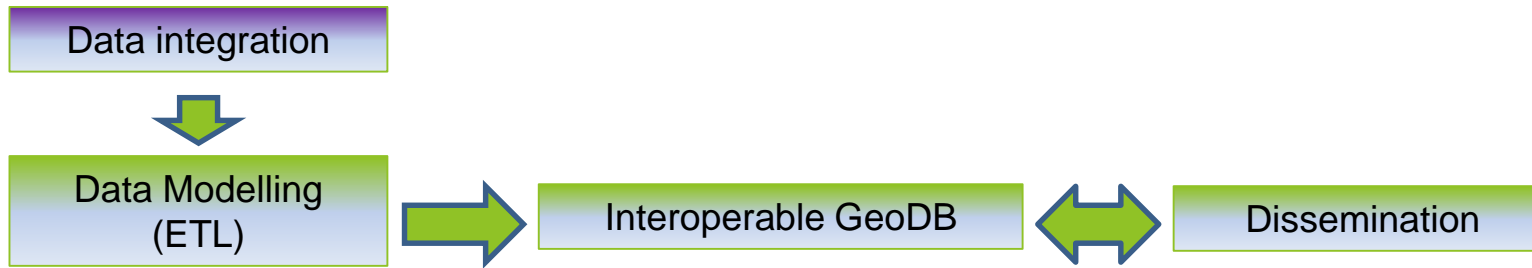 Data integration
Data Modelling
(ETL)
Interoperable GeoDB
Dissemination